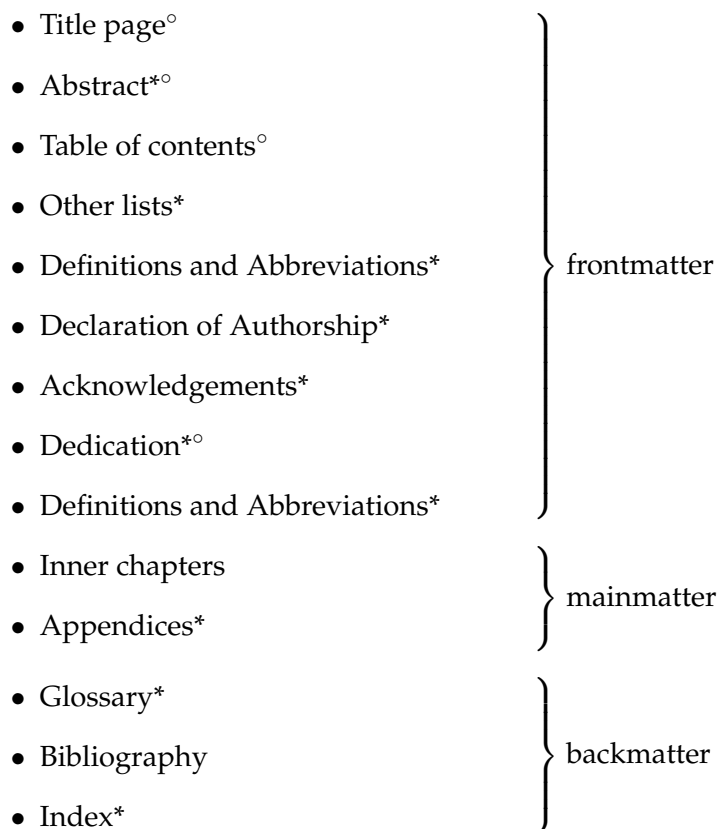 • Title page°
• Abstract*°
• Table of contents°
• Other lists*
• Definitions and Abbreviations*
frontmatter
• Declaration of Authorship*
• Acknowledgements*
• Dedication*°
• Definitions and Abbreviations*
• Inner chapters
mainmatter
• Appendices*
• Glossary*
• Bibliography
backmatter
• Index*